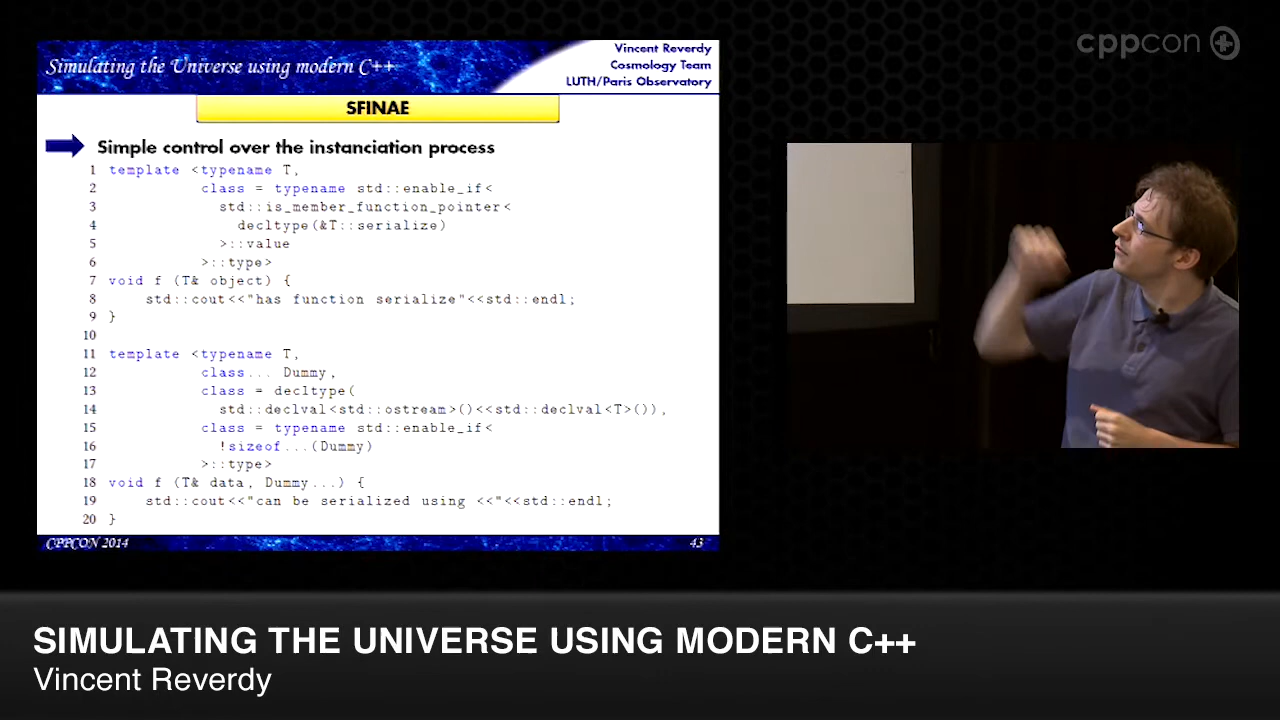 cppcon
Simulating the Universe using modern C++
Vincent Reverdy
Cosmology Team
LUTH/Paris Observatory
SFINAE
Simple control over the instanciation process
1 template <typename T,
2 class = typename std::enable_if<
3 std::is_member_function_pointer<
4 decltype(&T::serialize)
5 >::value
6 >::type>
7 void f (T& object) {
8 std::cout<<"has function serialize"<<std::endl;
9 }
10
11 template <typename T,
12 class... Dummy,
13 class = decltype(
14 std::declval<std::ostream>()<<std::declval<T>()),
15 class = typename std::enable_if<
16 !sizeof...(Dummy)
17 >::type>
18 void f (T& data, Dummy...) {
19 std::cout<<"can be serialized using <<"<<std::endl;
20 }
CPPCON 2014
43
SIMULATING THE UNIVERSE USING MODERN C++
Vincent Reverdy